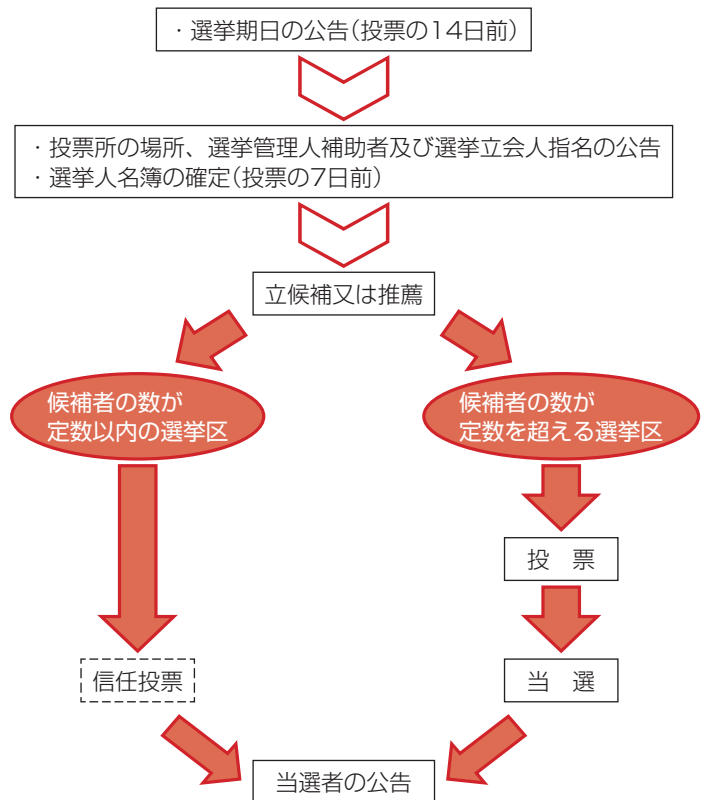 ・選挙期日の公告(投票の14日前)
・投票所の場所、選挙管理人補助者及び選挙立会人指名の公告
・選挙人名簿の確定(投票の7日前)
立候補又は推薦
候補者の数が
定数以内の選挙区
候補者の数が
定数を超える選挙区
投　票
信任投票
当　選
当選者の公告